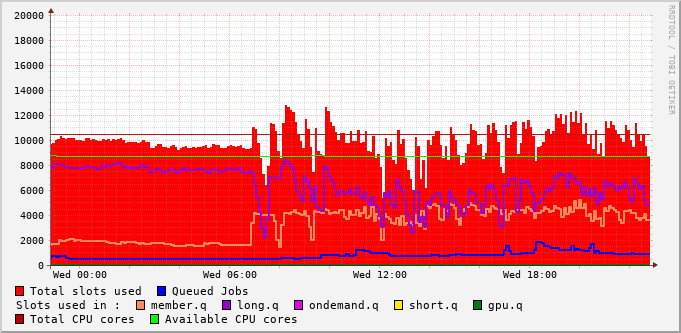 20000
18000
16000
14000
12000
10000
8000
6000
4000
2000
0
Wed 00:00 Wed 06:00 Wed 12:00 Wed 18:00
RRDTOOL / TOBI OETIKER
Total slots used Queued Jobs
Slots used in : member.q long.q ondemand.q short.q gpu.q
Total CPU cores Available CPU cores